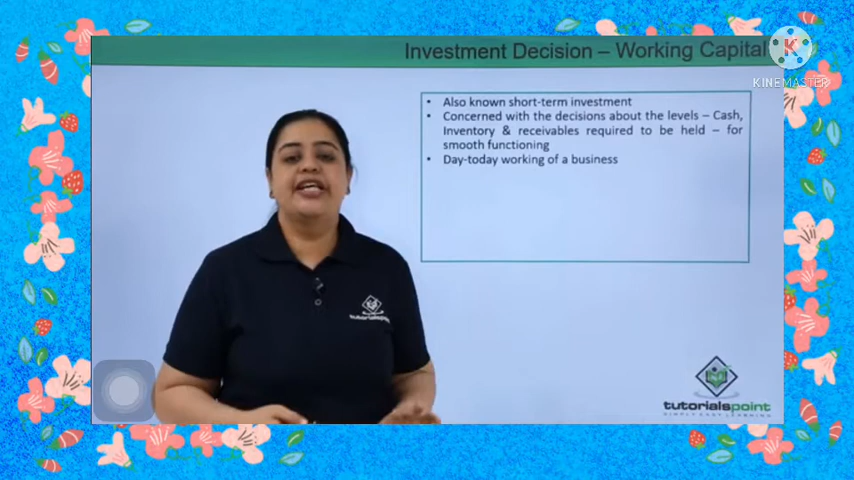 Investment Decision – Working Capital
KINEMASTER
• Also known short-term investment
• Concerned with the decisions about the levels – Cash,
Inventory & receivables required to be held – for
smooth functioning
• Day-today working of a business
tutorialspoint
tutorialspoint
SIMPLY EASY LEARNING